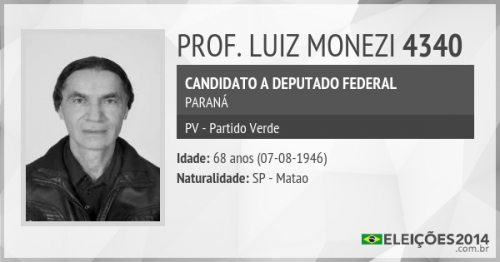 PROF. LUIZ MONEZI 4340
CANDIDATO A DEPUTADO FEDERAL
PARANÁ
PV - Partido Verde
Idade: 68 anos (07-08-1946)
Naturalidade: SP - Matao
ELEIÇÕES2014
.com.br